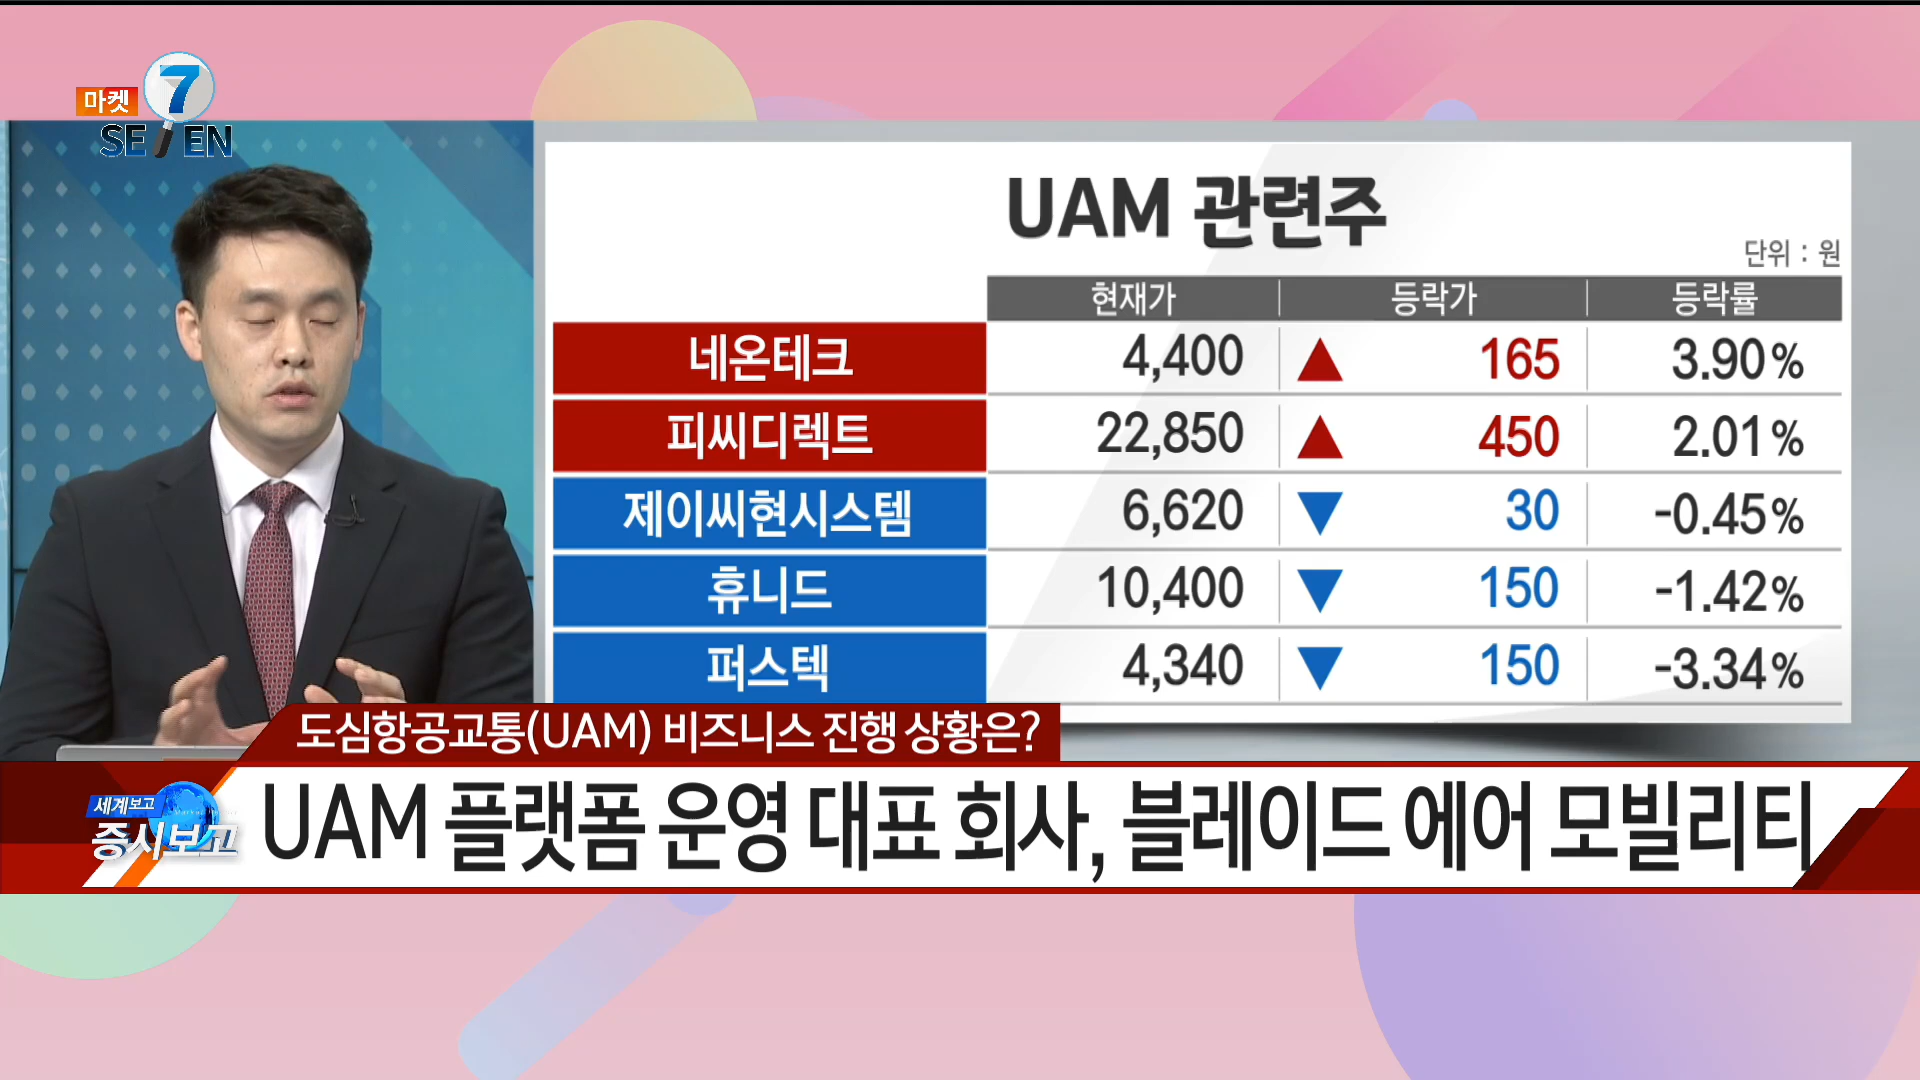 마켓 7
SE7EN
UAM 관련주
단위 : 원
현재가 등락가 등락률
네온테크 4,400 ▲ 165 3.90%
피씨디렉트 22,850 ▲ 450 2.01%
제이씨현시스템 6,620 ▼ 30 -0.45%
휴니드 10,400 ▼ 150 -1.42%
퍼스텍 4,340 ▼ 150 -3.34%
도심항공교통(UAM) 비즈니스 진행 상황은?
세계보고
증시보고
UAM 플랫폼 운영 대표 회사, 블레이드 에어 모빌리티